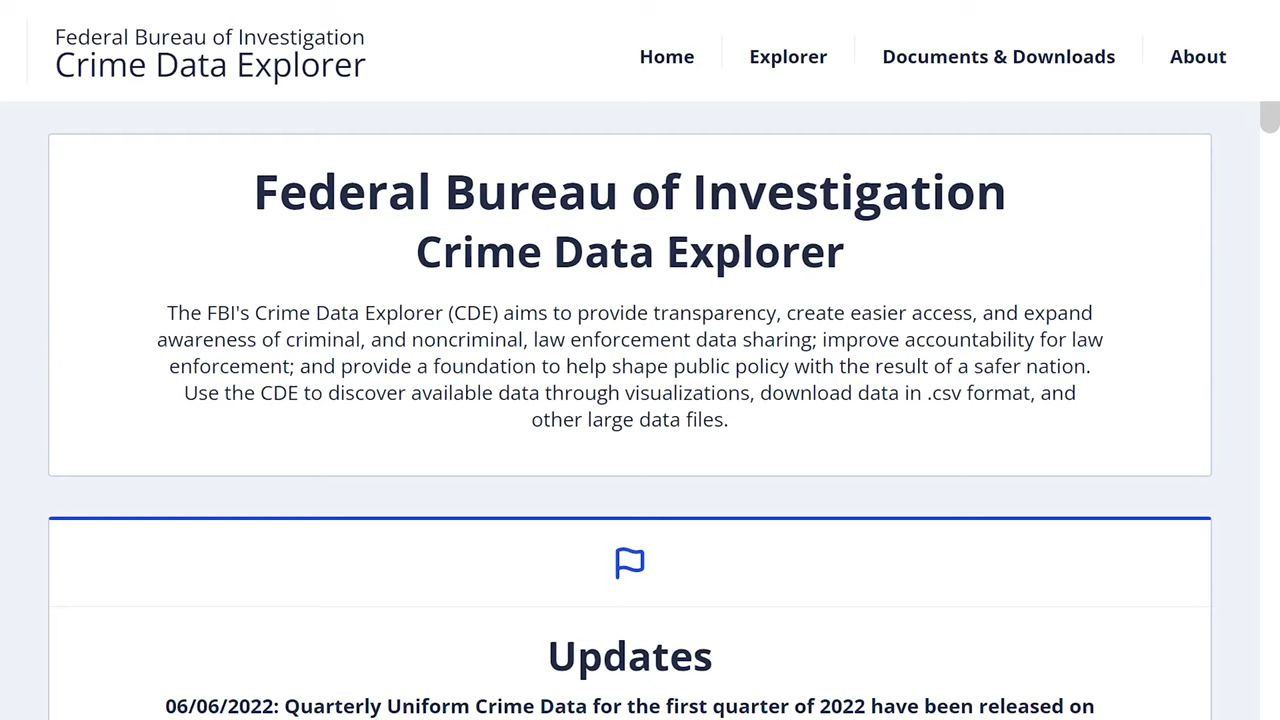 Federal Bureau of Investigation
Crime Data Explorer
Home
Explorer
Documents & Downloads
About
Federal Bureau of Investigation
Crime Data Explorer
The FBI's Crime Data Explorer (CDE) aims to provide transparency, create easier access, and expand
awareness of criminal, and noncriminal, law enforcement data sharing; improve accountability for law
enforcement; and provide a foundation to help shape public policy with the result of a safer nation.
Use the CDE to discover available data through visualizations, download data in .csv format, and
other large data files.
Updates
06/06/2022: Quarterly Uniform Crime Data for the first quarter of 2022 have been released on